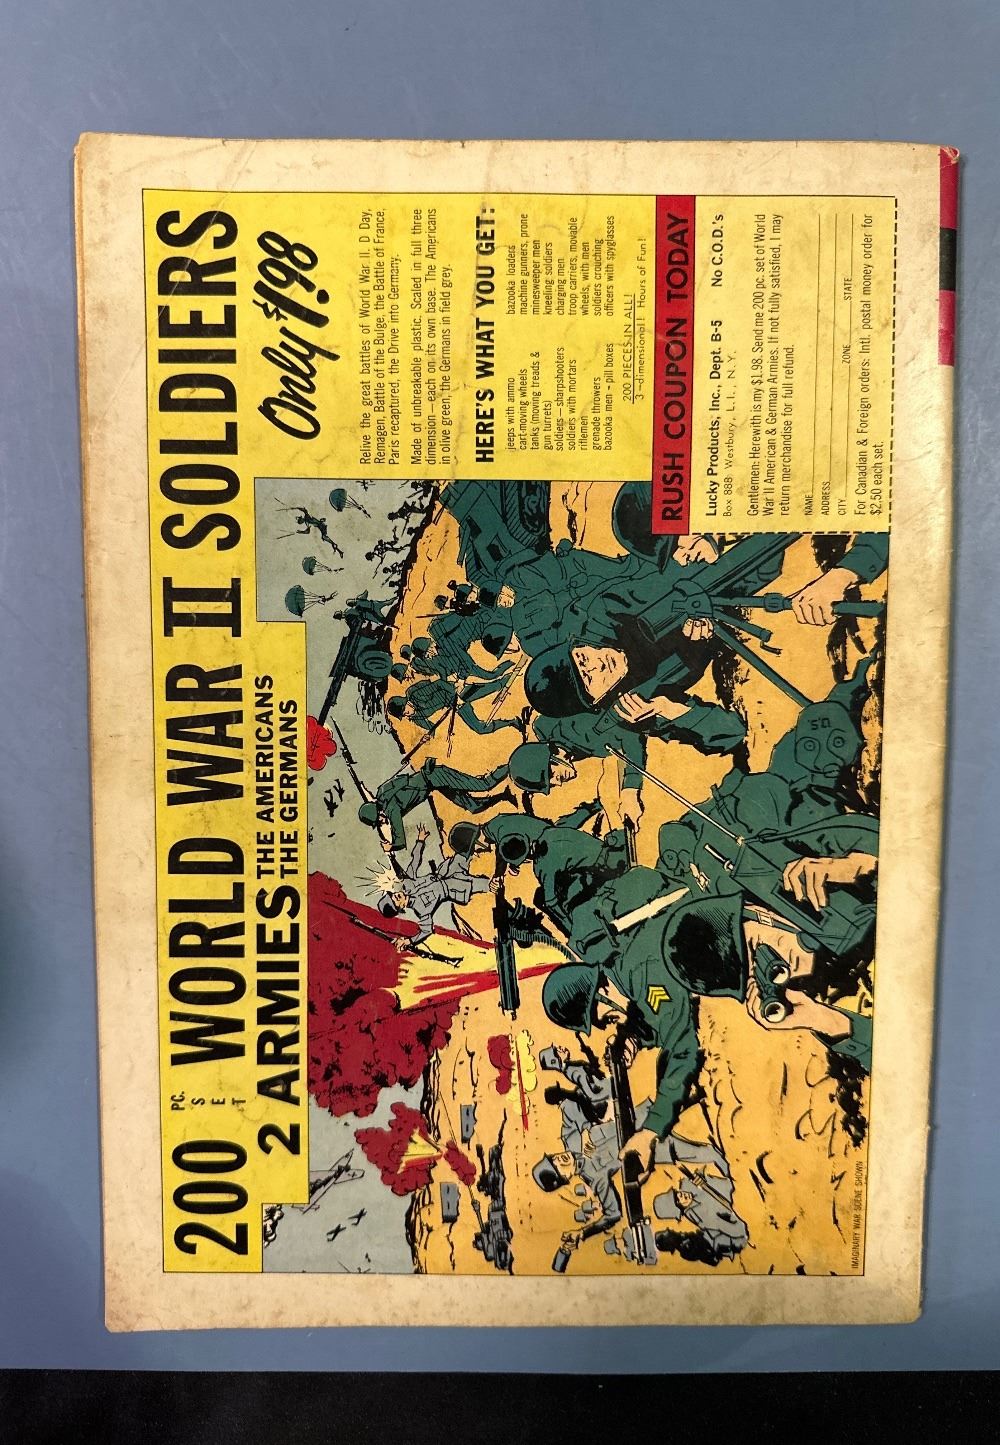 200 PC. SET WORLD WAR II SOLDIERS
2 ARMIES THE AMERICANS
THE GERMANS
Only $1.98
Relive the great battles of World War II. D Day,
Remagen, Battle of the Bulge, the Battle of France,
Paris recaptured, the Drive into Germany.
Made of unbreakable plastic. Scaled in full three
dimension—each on its own base. The Americans
in olive green, the Germans in field grey.
HERE'S WHAT YOU GET:
jeeps with ammo
cart-moving wheels
tanks (moving treads &
gun turrets)
soldiers—sharpshooters
soldiers with mortars
riflemen
grenade throwers
bazooka men - pill boxes
bazooka loaders
machine gunners, prone
minesweeper men
kneeling soldiers
charging men
troop carriers, movable
wheels, with men
soldiers crouching
officers with spyglasses
200 PIECES IN ALL!
3-dimensional! Hours of Fun!
RUSH COUPON TODAY
Lucky Products, Inc., Dept. B-5 No C.O.D.'s
Box 888, Westbury, L.I., N.Y.
Gentlemen: Herewith is my $1.98. Send me 200 pc. set of World
War II American & German Armies. If not fully satisfied, I may
return merchandise for full refund.
NAME
ADDRESS
CITY ZONE STATE
For Canadian & Foreign orders: Intl. postal money order for
$2.50 each set.
U.S.
IMAGINARY WAR SCENE SHOWN